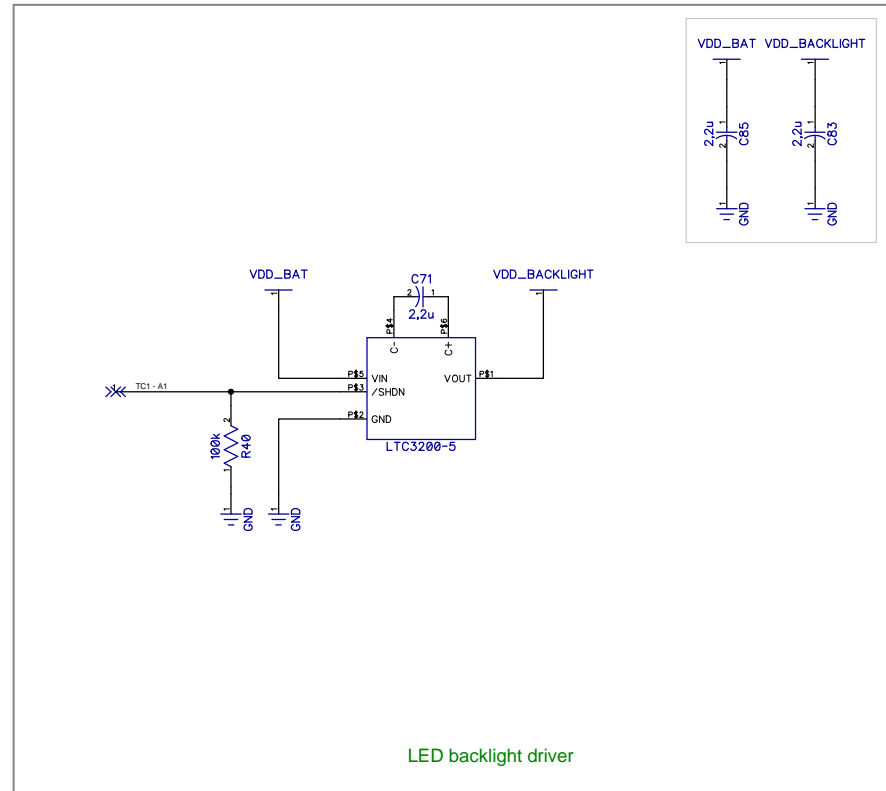 VDD_BAT VDD_BACKLIGHT
1 1
2,2u 1 2 C85 2,2u 1 2 C83
1 GND 1 GND
VDD_BAT C71 VDD_BACKLIGHT
1 2 1 1
2,2u
P$4 P$6
C- C+
P$5 VIN VOUT P$1
1 TC1 - A1 P$3 /SHDN
P$2 GND
LTC3200-5
100k 2 1 R40
1 GND 1 GND
LED backlight driver